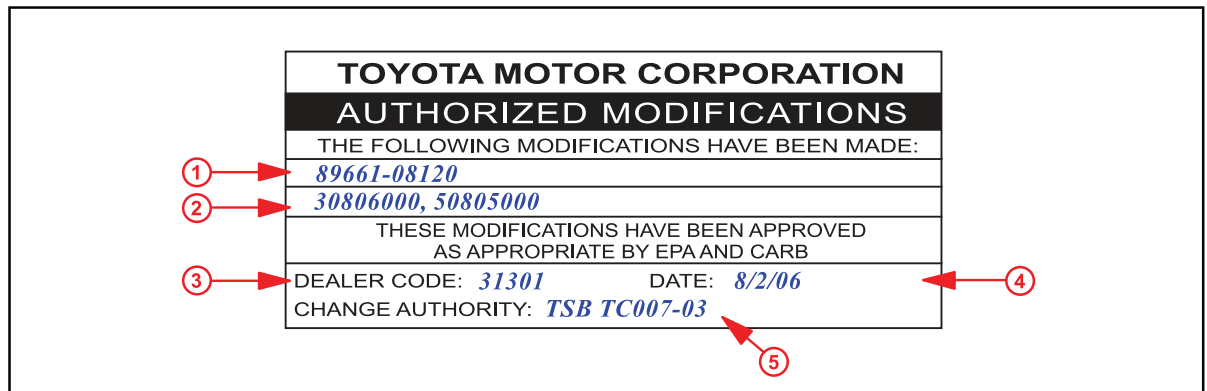 TOYOTA MOTOR CORPORATION
AUTHORIZED MODIFICATIONS
THE FOLLOWING MODIFICATIONS HAVE BEEN MADE:
1 89661-08120
2 30806000, 50805000
THESE MODIFICATIONS HAVE BEEN APPROVED
AS APPROPRIATE BY EPA AND CARB
3 DEALER CODE: 31301 DATE: 8/2/06 4
CHANGE AUTHORITY: TSB TC007-03
5